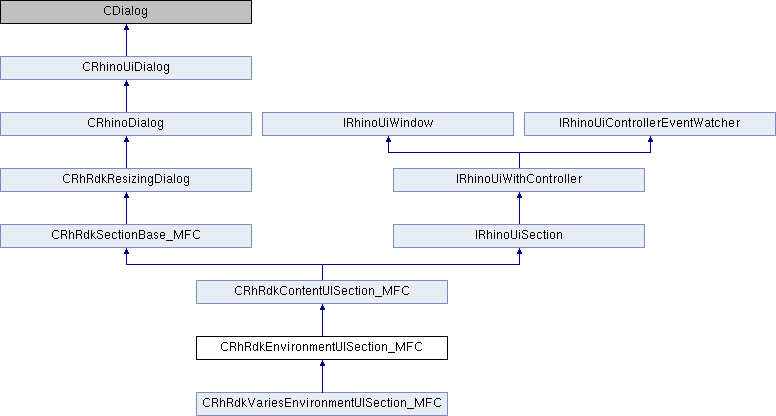 CDialog
CRhinoUiDialog
CRhinoDialog
IRhinoUiWindow
IRhinoUiControllerEventWatcher
CRhRdkResizingDialog
IRhinoUiWithController
CRhRdkSectionBase_MFC
IRhinoUiSection
CRhRdkContentUISection_MFC
CRhRdkEnvironmentUISection_MFC
CRhRdkVariesEnvironmentUISection_MFC